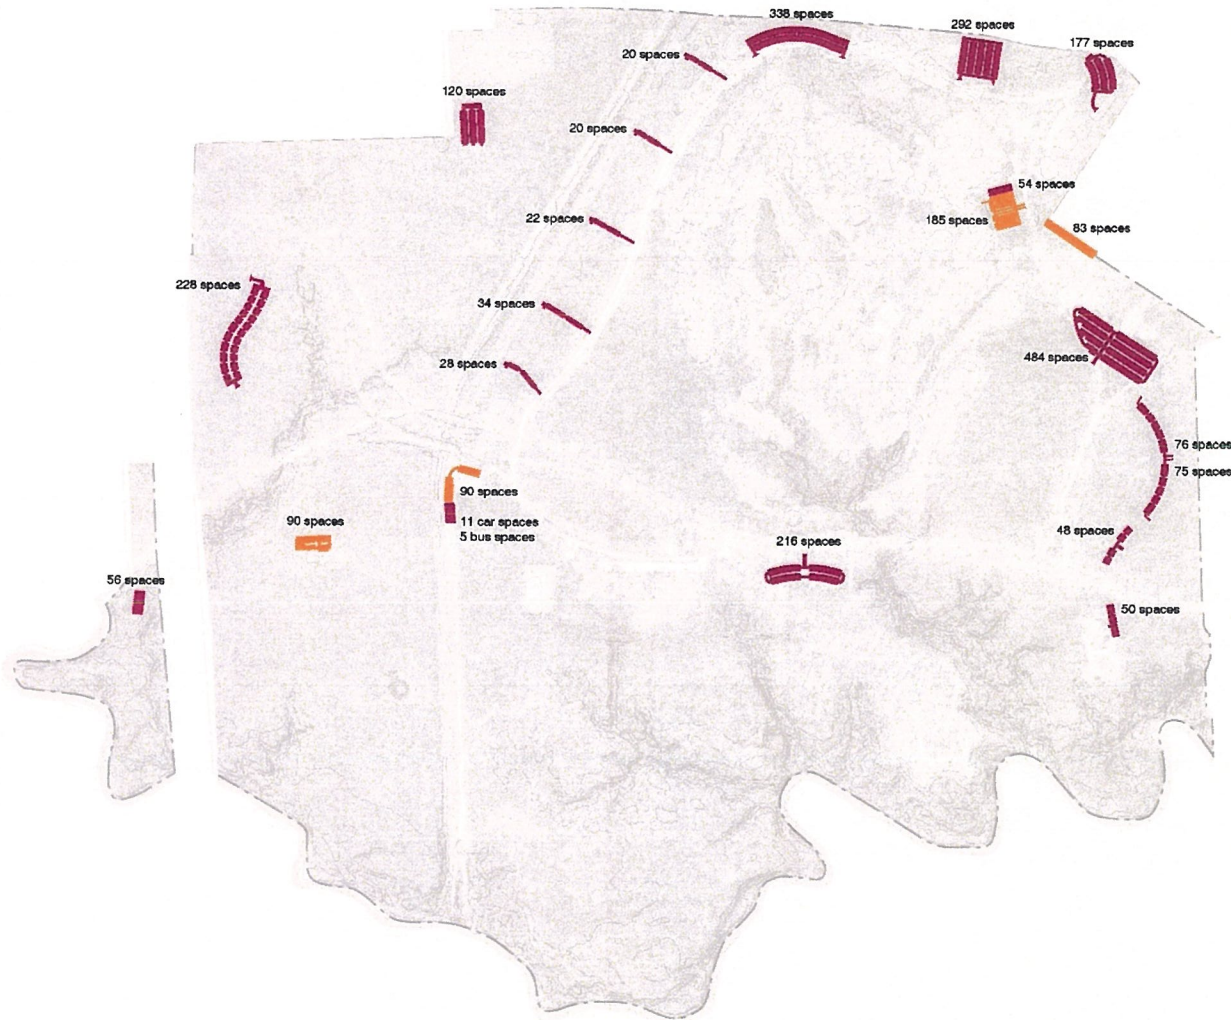 338 spaces
292 spaces
177 spaces
20 spaces
120 spaces
20 spaces
54 spaces
185 spaces
22 spaces
83 spaces
228 spaces
34 spaces
484 spaces
28 spaces
76 spaces
75 spaces
90 spaces
90 spaces
11 car spaces
5 bus spaces
48 spaces
216 spaces
56 spaces
50 spaces